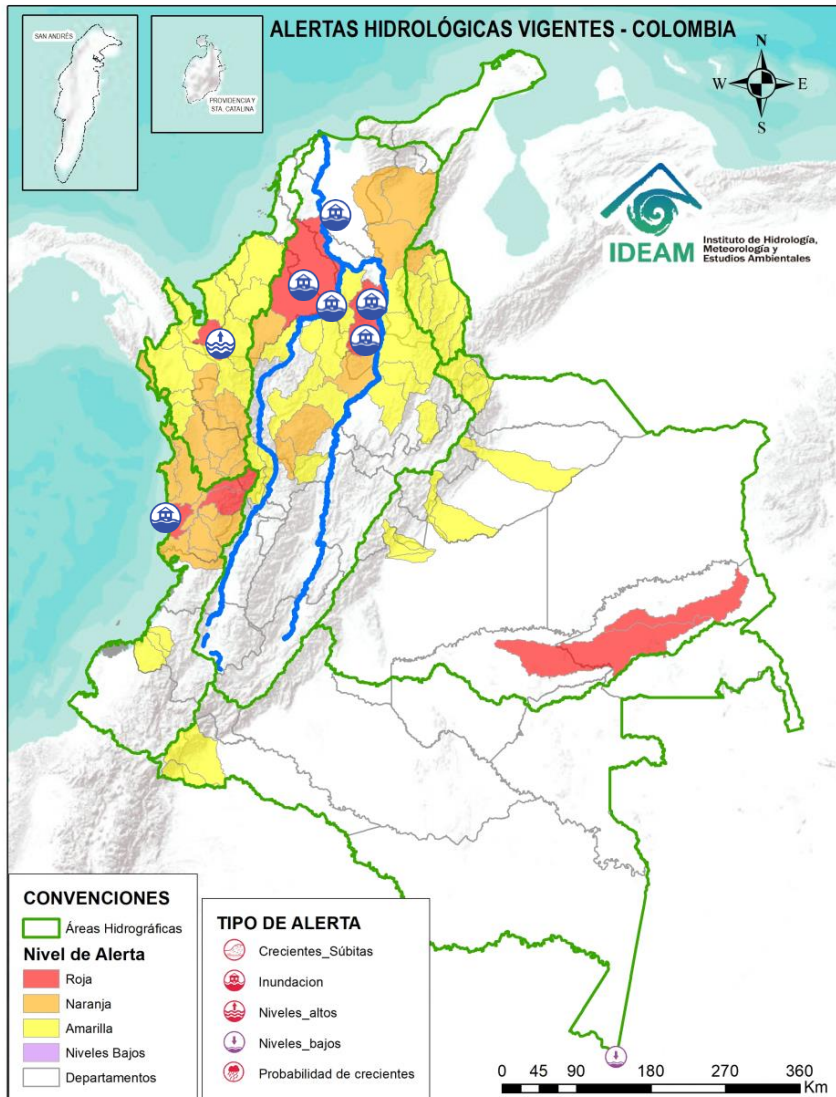 ALERTAS HIDROLÓGICAS VIGENTES - COLOMBIA
SAN ANDRÉS
PROVIDENCIA Y
STA. CATALINA
N
W
E
S
IDEAM
Instituto de Hidrología,
Meteorología y
Estudios Ambientales
CONVENCIONES
Áreas Hidrográficas
Nivel de Alerta
Roja
Naranja
Amarilla
Niveles Bajos
Departamentos
TIPO DE ALERTA
Crecientes_Súbitas
Inundacion
Niveles_altos
Niveles_bajos
Probabilidad de crecientes
0 45 90 180 270 360
Km